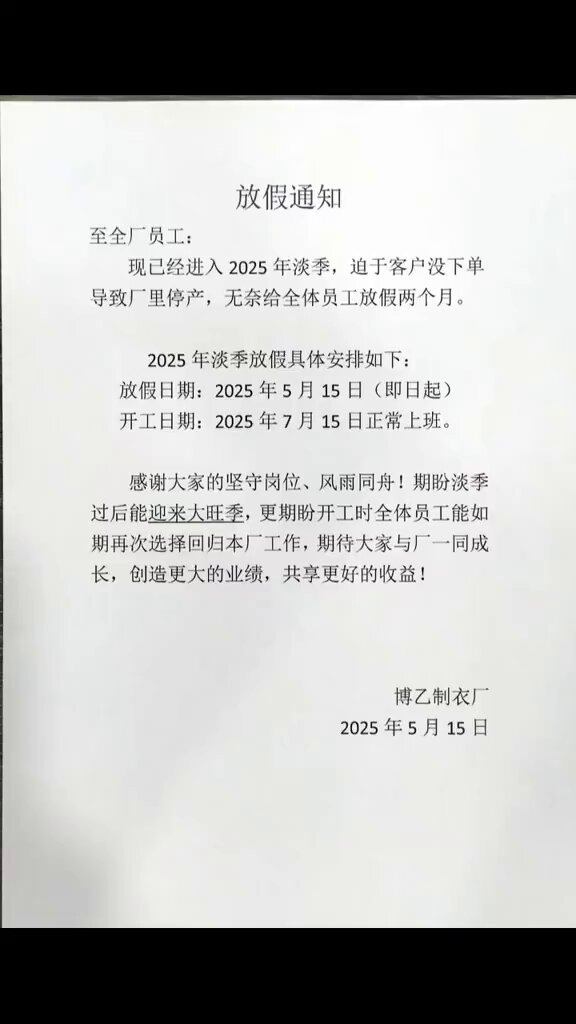 放假通知
至全厂员工：
现已经进入 2025 年淡季，迫于客户没下单
导致厂里停产，无奈给全体员工放假两个月。
2025 年淡季放假具体安排如下：
放假日期：2025 年 5 月 15 日（即日起）
开工日期：2025 年 7 月 15 日正常上班。
感谢大家的坚守岗位、风雨同舟！期盼淡季
过后能迎来大旺季，更期盼开工时全体员工能如
期再次选择回归本厂工作，期待大家与厂一同成
长，创造更大的业绩，共享更好的收益！
博乙制衣厂
2025 年 5 月 15 日